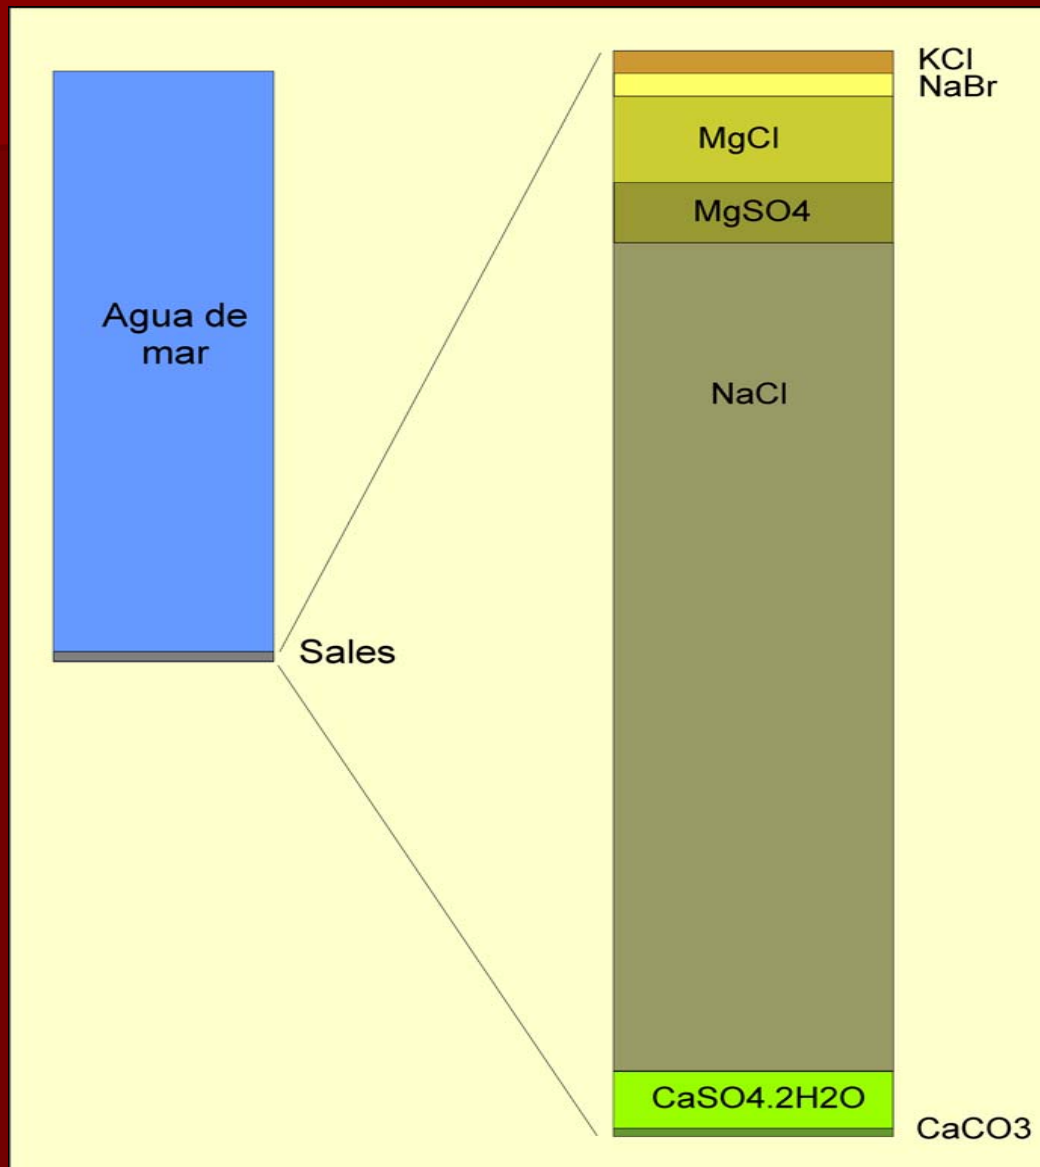 Agua de
mar
Sales
KCl
NaBr
MgCl
MgSO4
NaCl
CaSO4.2H2O
CaCO3